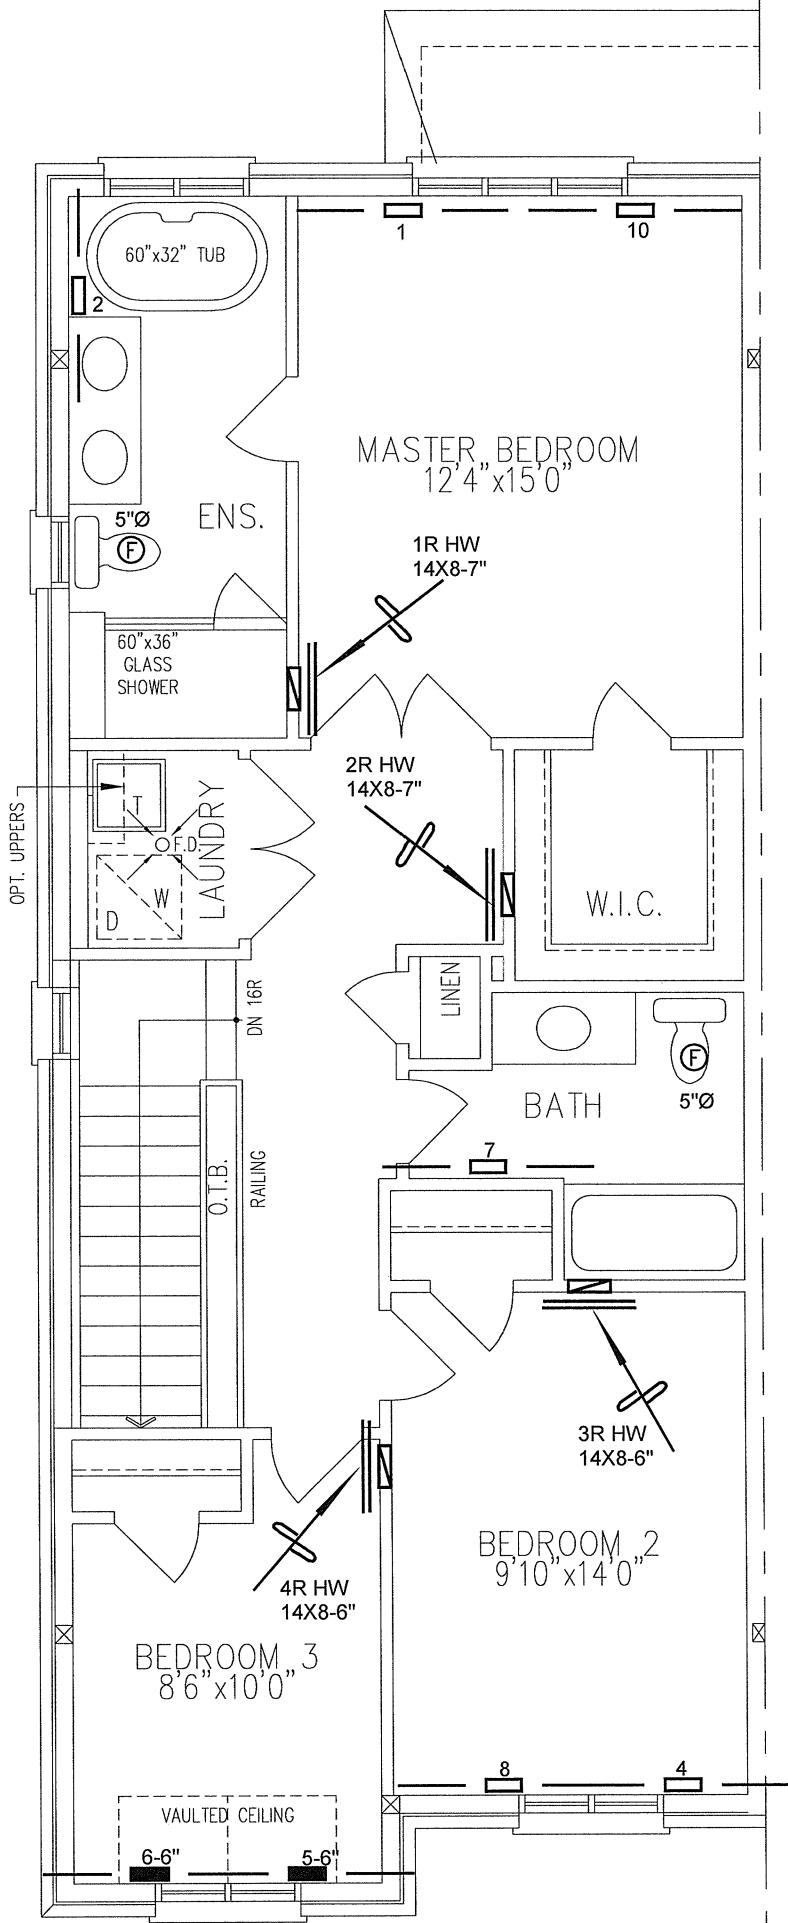 1
10
60"x32" TUB
2
MASTER BEDROOM
12'4"x15'0"
ENS.
5"Ø
F
1R HW
14X8-7"
60"x36"
GLASS
SHOWER
2R HW
14X8-7"
OPT. UPPERS
T
F.D.
LAUNDRY
W
D
W.I.C.
LINEN
DN 16R
F
5"Ø
BATH
7
O.T.B.
RAILING
3R HW
14X8-6"
BEDROOM 2
9'10"x14'0"
4R HW
14X8-6"
BEDROOM 3
8'6"x10'0"
8
4
VAULTED CEILING
6-6"
5-6"